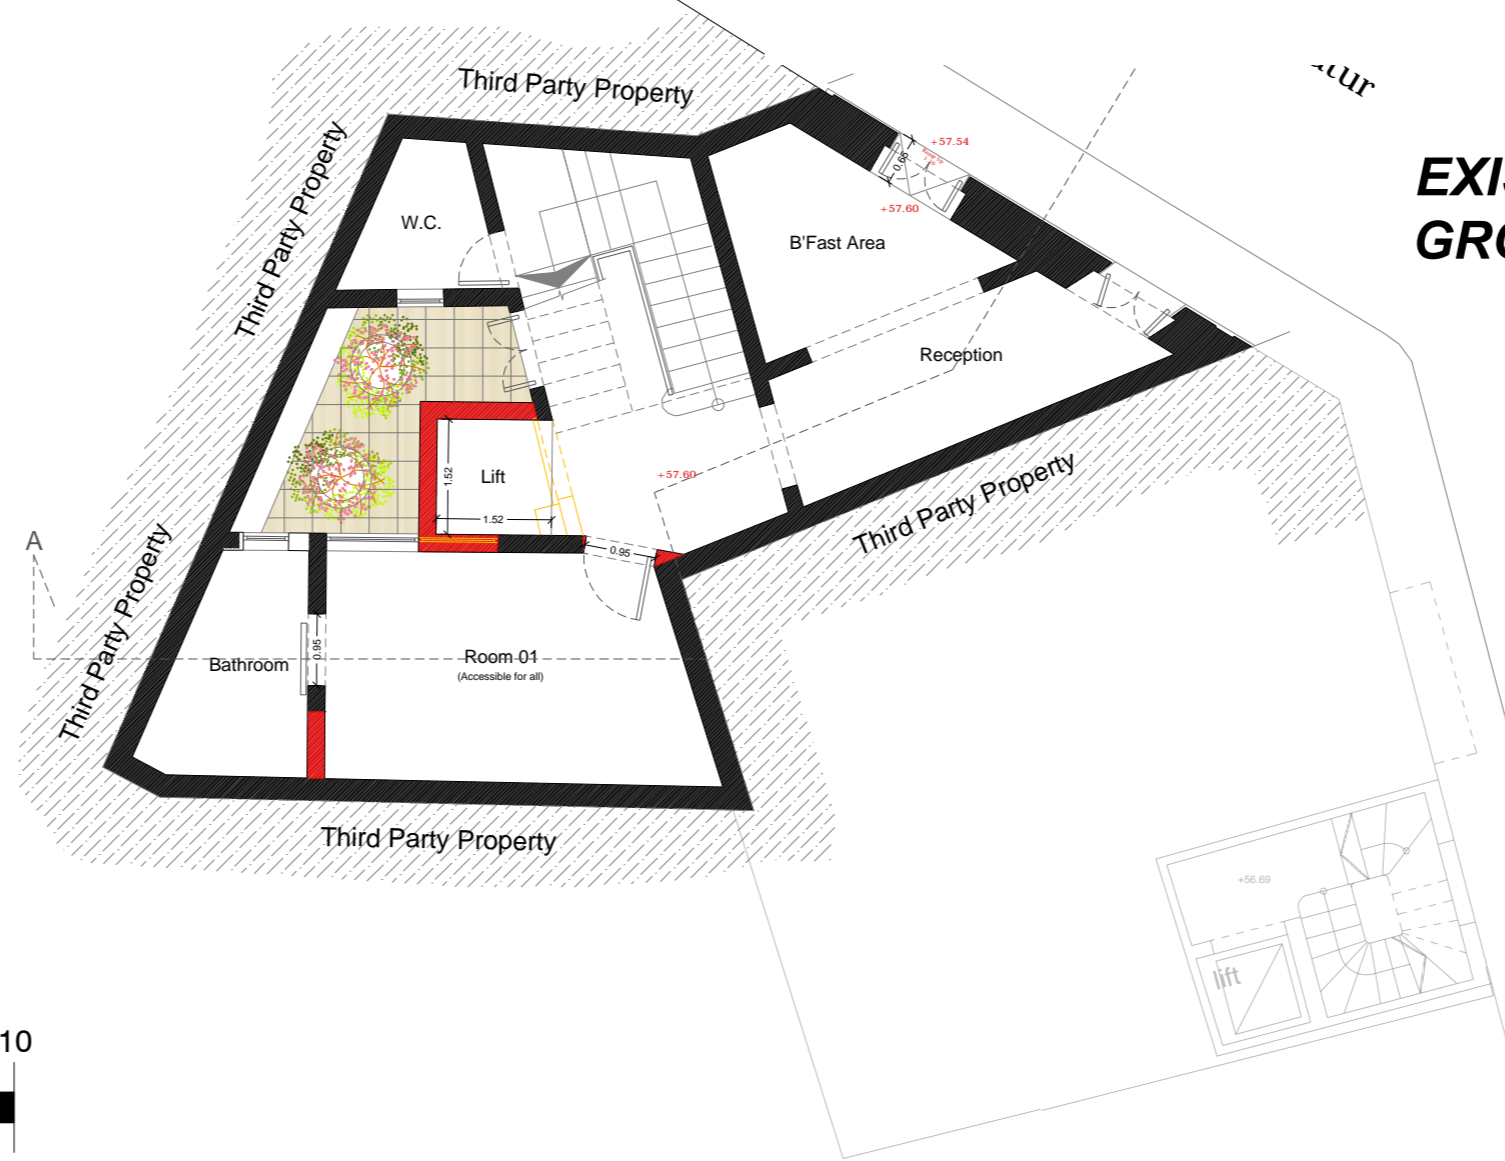 Third Party Property
Third Party Property
+57.54
0.65
+57.60
EXIS
GRO
W.C.
B'Fast Area
Reception
Lift
1.52
1.52
+57.60
0.95
Third Party Property
A
Third Party Property
Bathroom
0.95
Room 01
(Accessible for all)
Third Party Property
+56.69
lift
10